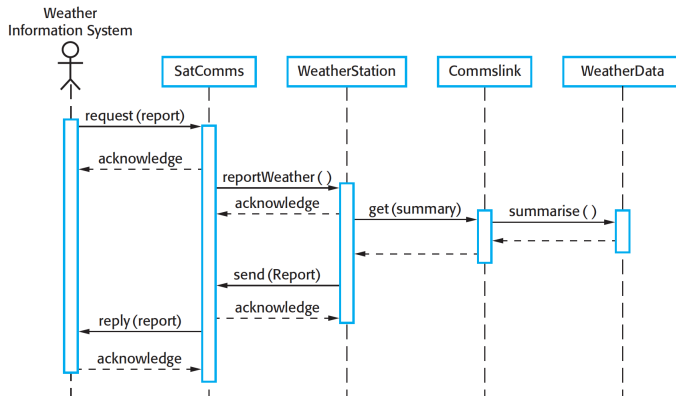 Weather
Information System
SatComms
WeatherStation
Commslink
WeatherData
request (report)
acknowledge
reportWeather ( )
acknowledge
get (summary)
summarise ( )
send (Report)
acknowledge
reply (report)
acknowledge